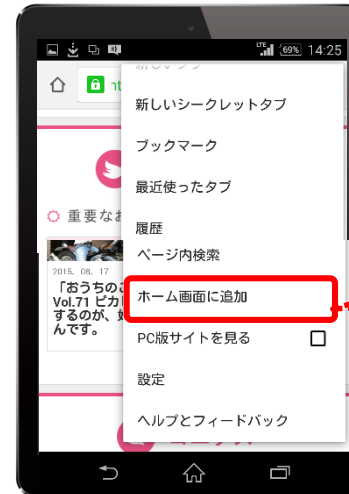 LTE 69% 14:25
新しいシークレットタブ
ブックマーク
最近使ったタブ
重要なお
履歴
ページ内検索
2015. 08. 17
「おうちのこ
ホーム画面に追加
Vol.71 ピカ
するのが、
んです。
PC版サイトを見る
設定
ヘルプとフィードバック